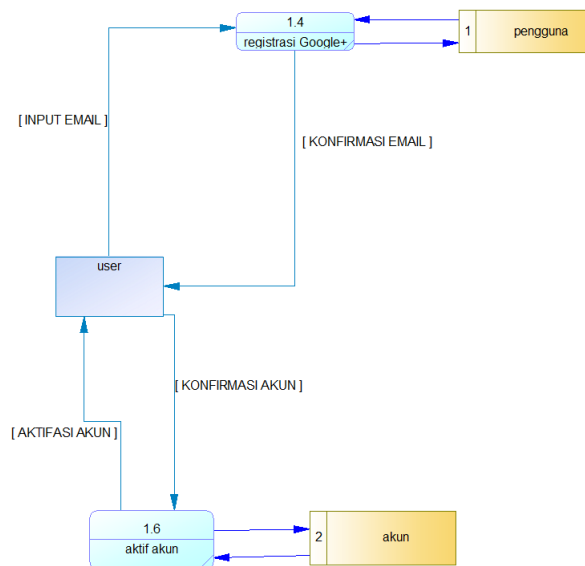 1.4
registrasi Google+
1 pengguna
[ INPUT EMAIL ]
[ KONFIRMASI EMAIL ]
user
[ KONFIRMASI AKUN ]
[ AKTIFASI AKUN ]
1.6
aktif akun
2 akun